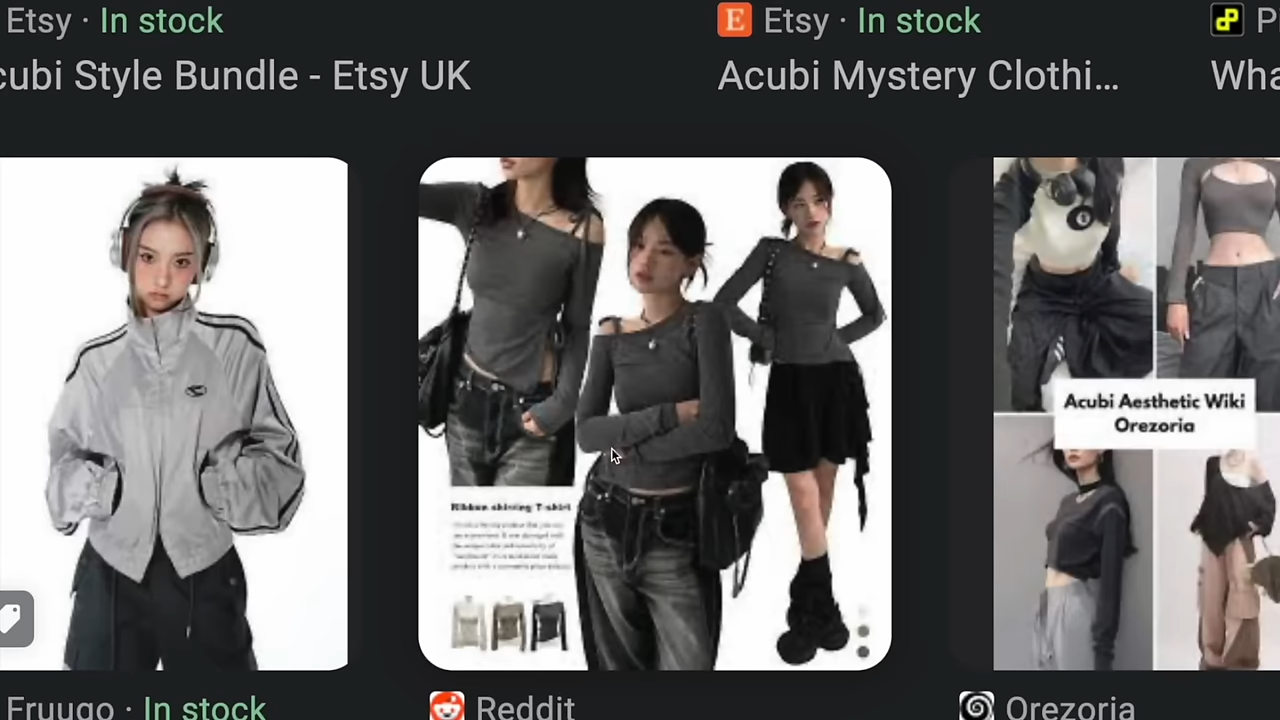 Etsy · In stock
cubi Style Bundle - Etsy UK
E Etsy · In stock
Acubi Mystery Clothi...
Pi
Wha
Ribbon shirring T-shirt
Acubi Aesthetic Wiki
Orezoria
Fruugo · In stock
Reddit
Orezoria